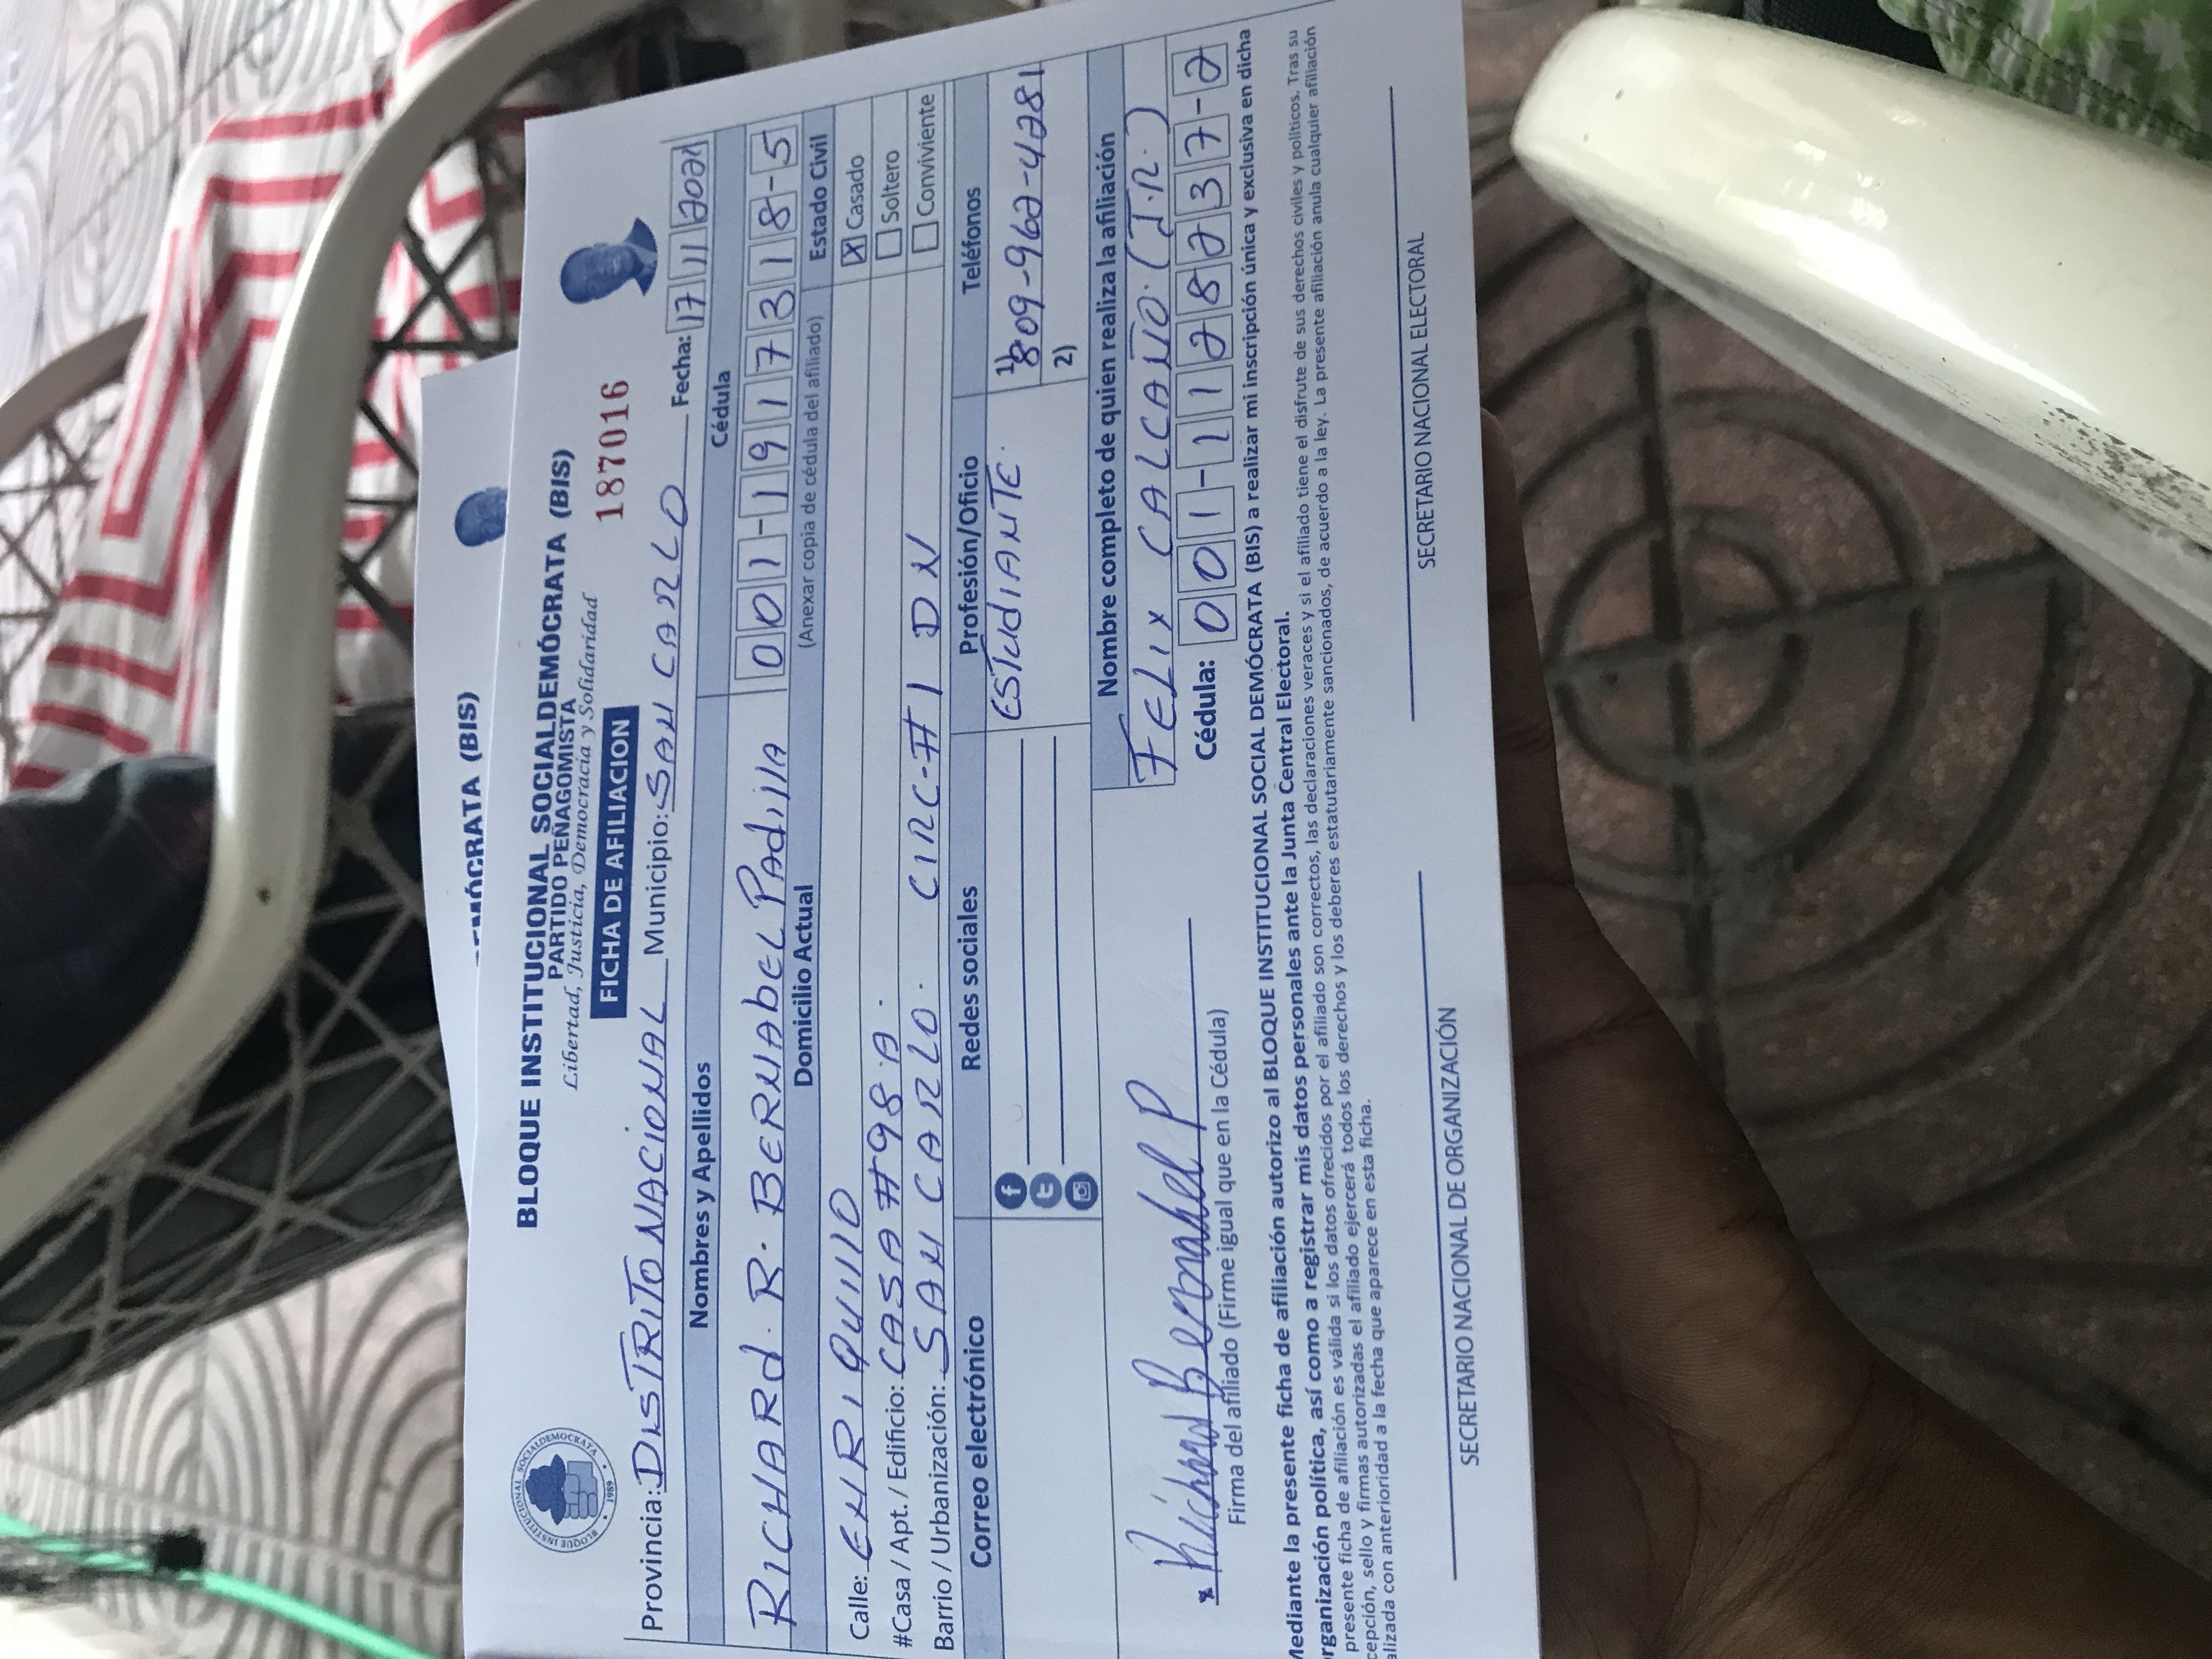 DEMÓCRATA (BIS)
BLOQUE INSTITUCIONAL SOCIALDEMÓCRATA (BIS)
PARTIDO PEÑAGOMISTA
Libertad, Justicia, Democracia y Solidaridad
FICHA DE AFILIACION 187016
BLOQUE INSTITUCIONAL SOCIALDEMOCRATA 1989
Provincia: DISTRITO NACIONAL Municipio: SAN CARLO Fecha: 17 11 2021
Nombres y Apellidos Cédula
RICHARd. R. BERNAbEL PAdillA 001-1917318-5
Domicilio Actual (Anexar copia de cédula del afiliado) Estado Civil
Calle: ENRIQUIllO X Casado
#Casa / Apt. / Edificio: CASA #98.A. Soltero
Barrio / Urbanización: SAN CARLO. CIRC-#1 DN Conviviente
Correo electrónico Redes sociales Profesión/Oficio Teléfonos
ESTUdIANTE. 1) 809-962-4281
2)
Nombre completo de quien realiza la afiliación
FELIX CALCAÑO. (J.R.)
x Richard Bernabel P
Firma del afiliado (Firme igual que en la Cédula) Cédula: 001-1128237-2
Mediante la presente ficha de afiliación autorizo al BLOQUE INSTITUCIONAL SOCIAL DEMÓCRATA (BIS) a realizar mi inscripción única y exclusiva en dicha
organización política, así como a registrar mis datos personales ante la Junta Central Electoral.
presente ficha de afiliación es válida si los datos ofrecidos por el afiliado son correctos, las declaraciones veraces y si el afiliado tiene el disfrute de sus derechos civiles y políticos. Tras su
cepción, sello y firmas autorizadas el afiliado ejercerá todos los derechos y los deberes estatutariamente sancionados, de acuerdo a la ley. La presente afiliación anula cualquier afiliación
alizada con anterioridad a la fecha que aparece en esta ficha.
SECRETARIO NACIONAL DE ORGANIZACIÓN SECRETARIO NACIONAL ELECTORAL